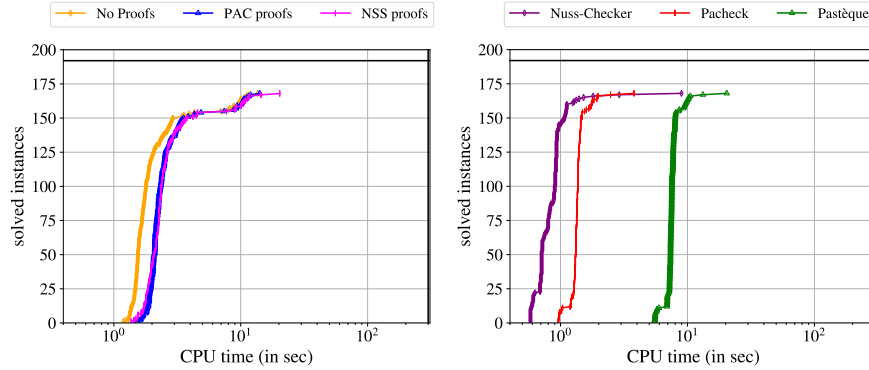 No Proofs PAC proofs NSS proofs
200
175
150
125
100
75
50
25
0
solved instances
10^0 10^1 10^2
CPU time (in sec)
Nuss-Checker Pacheck Pastèque
200
175
150
125
100
75
50
25
0
solved instances
10^0 10^1 10^2
CPU time (in sec)